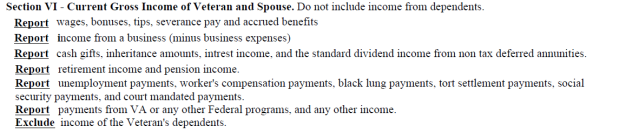 Section VI - Current Gross Income of Veteran and Spouse. Do not include income from dependents.
Report wages, bonuses, tips, severance pay and accrued benefits
Report income from a business (minus business expenses)
Report cash gifts, inheritance amounts, intrest income, and the standard dividend income from non tax deferred annunities.
Report retirement income and pension income.
Report unemployment payments, worker's compensation payments, black lung payments, tort settlement payments, social
security payments, and court mandated payments.
Report payments from VA or any other Federal programs, and any other income.
Exclude income of the Veteran's dependents.